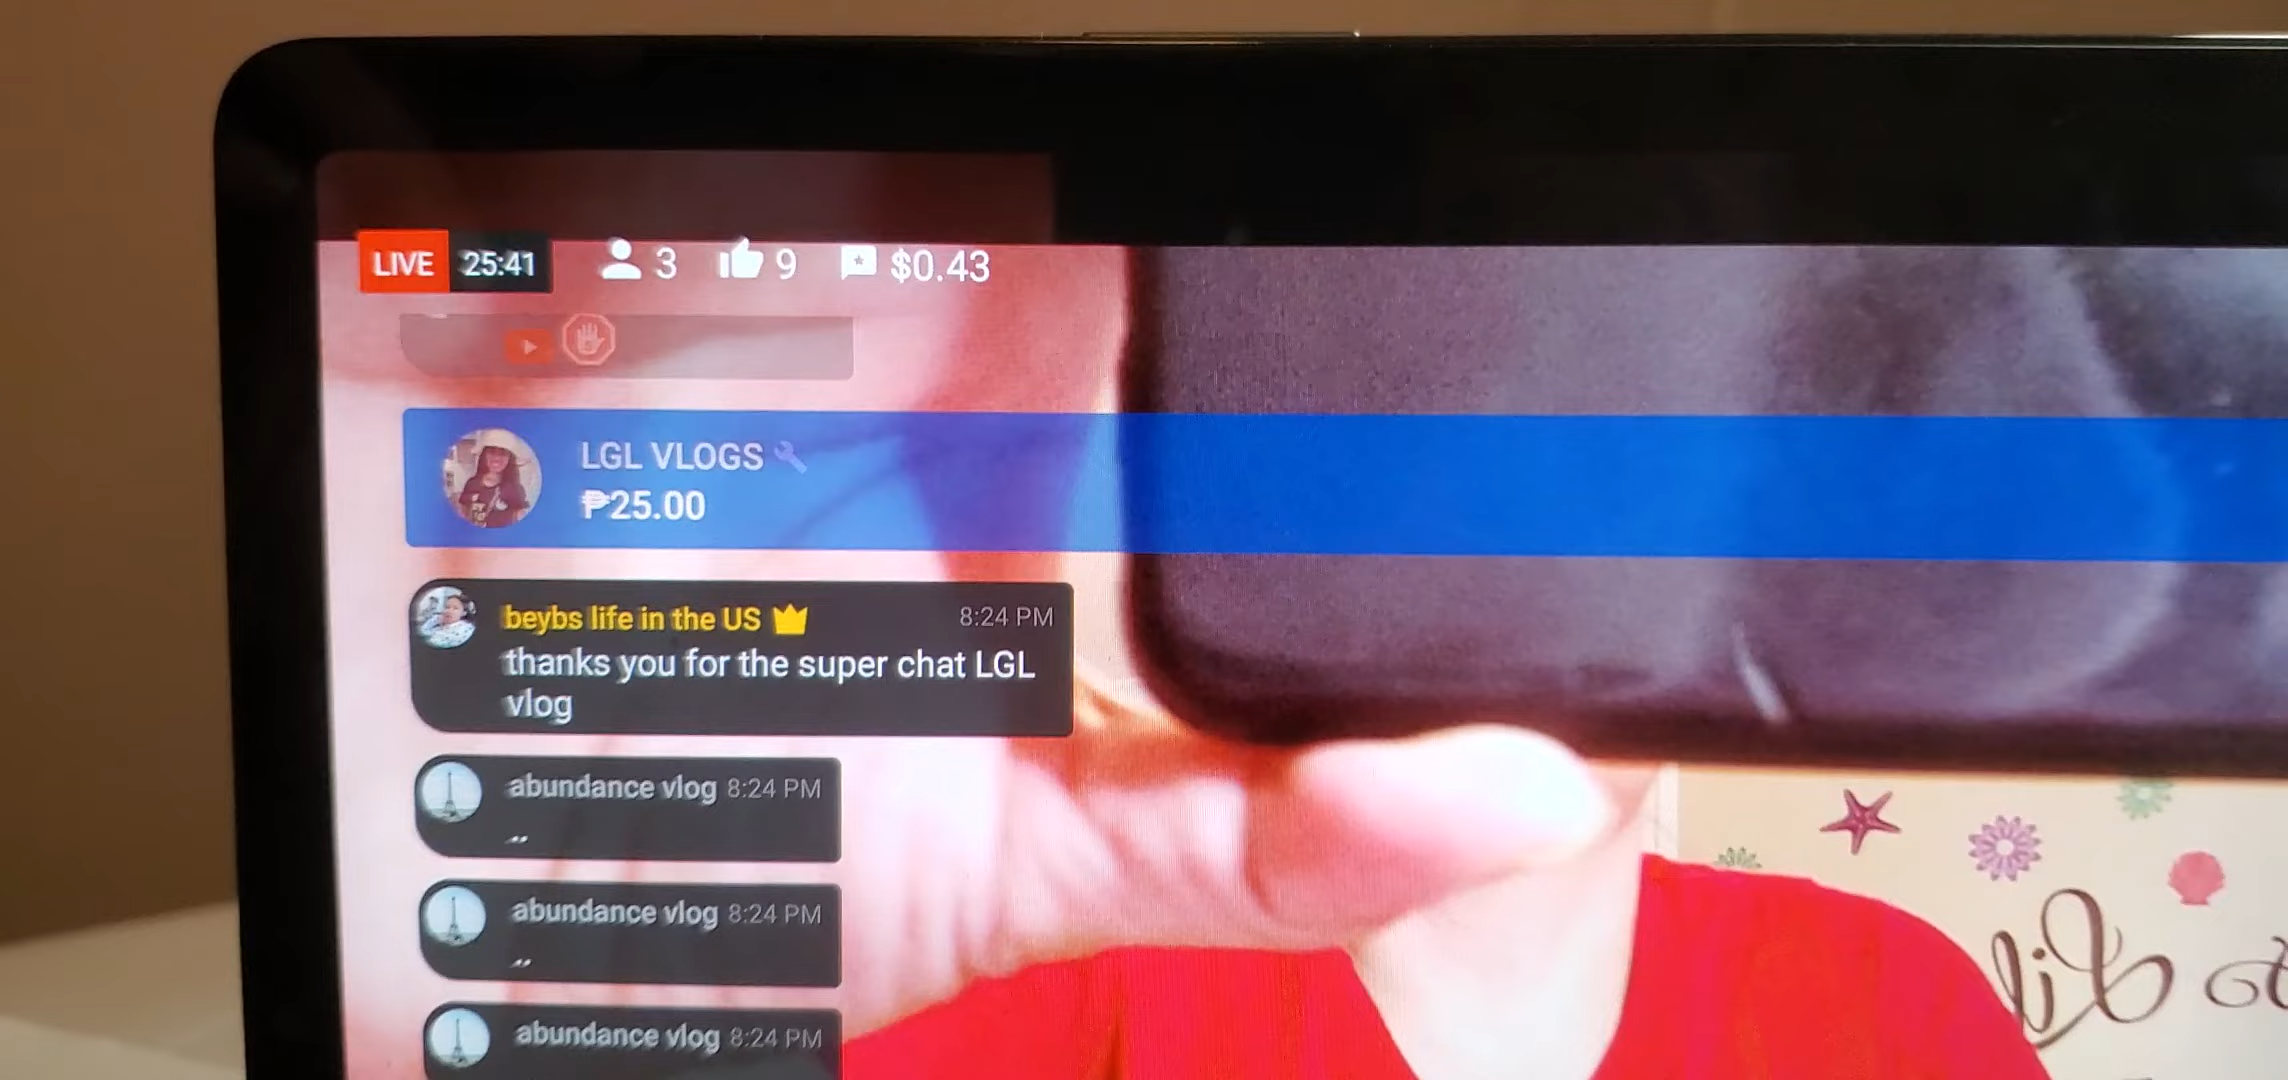 LIVE 25:41 3 9 $0.43
LGL VLOGS
₱25.00
beybs life in the US 8:24 PM
thanks you for the super chat LGL
vlog
abundance vlog 8:24 PM
..
abundance vlog 8:24 PM
..
abundance vlog 8:24 PM